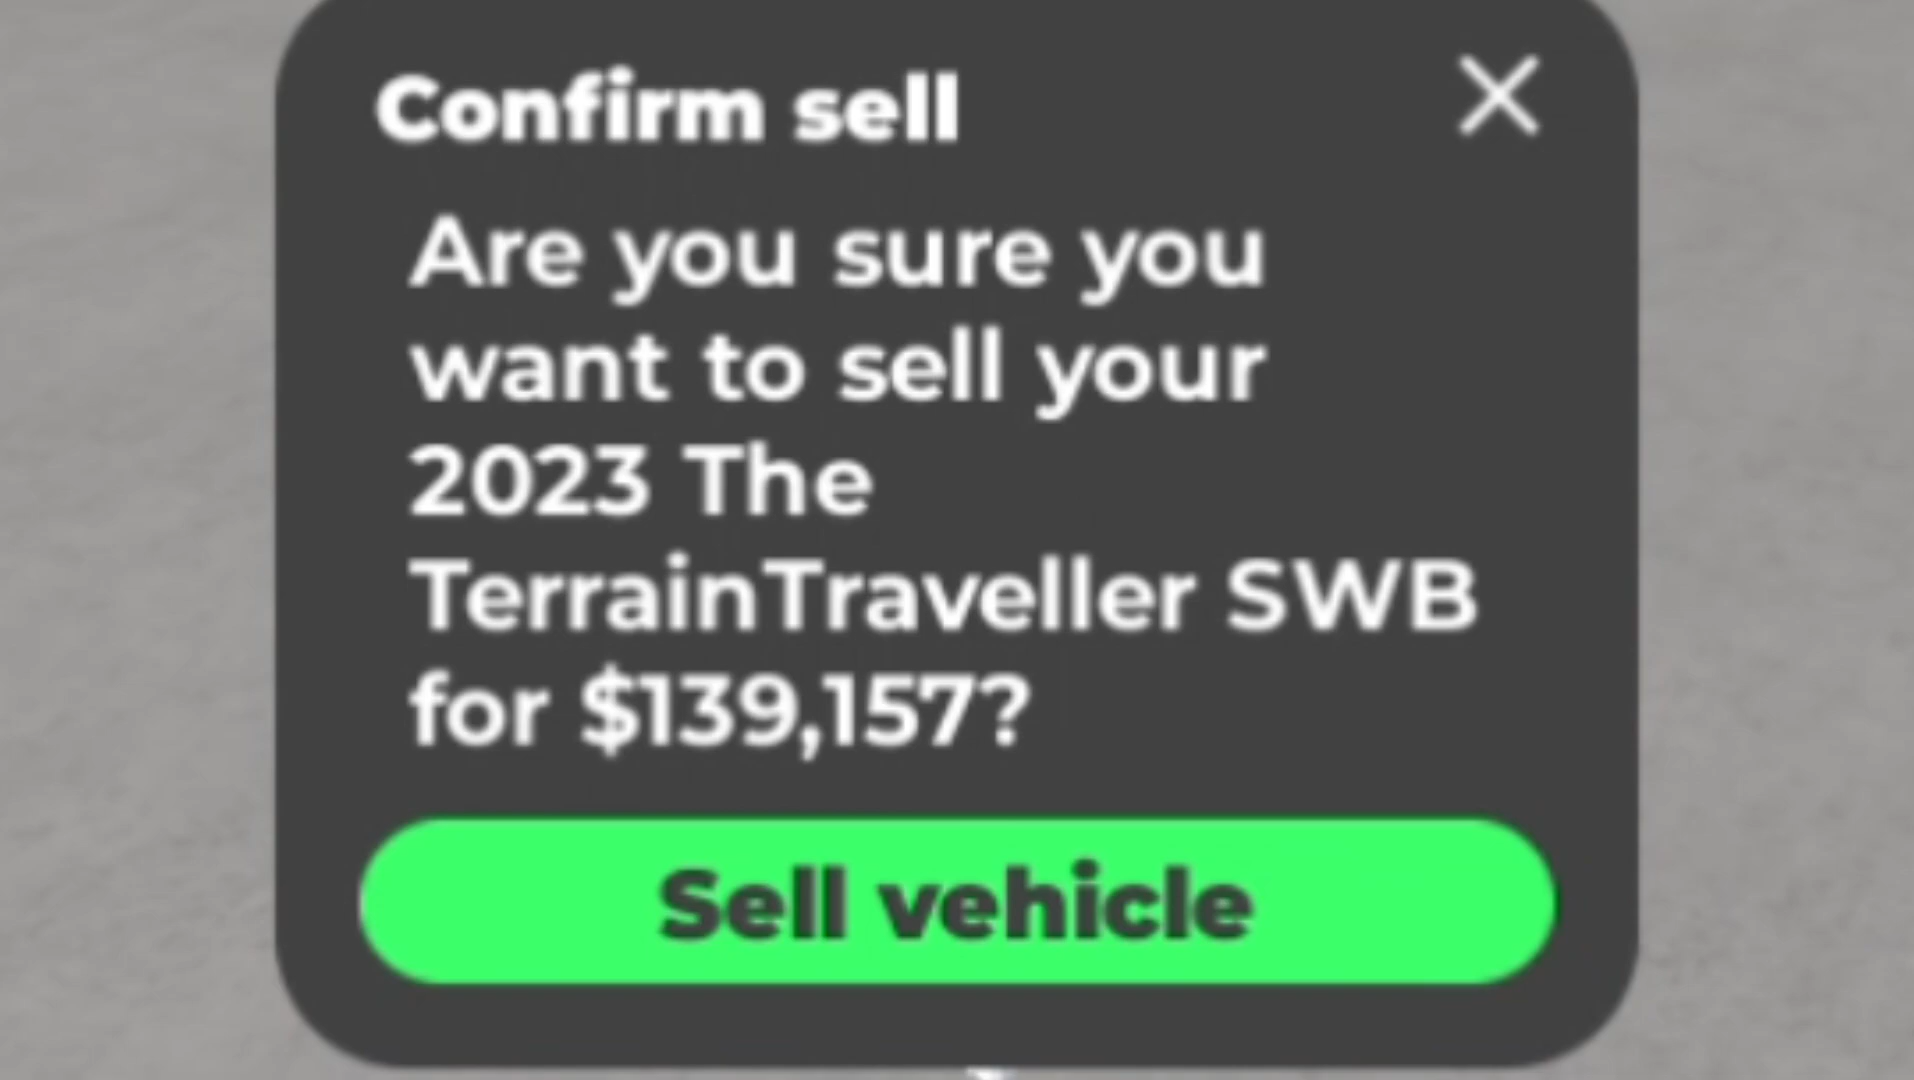 Confirm sell
Are you sure you
want to sell your
2023 The
TerrainTraveller SWB
for $139,157?
Sell vehicle